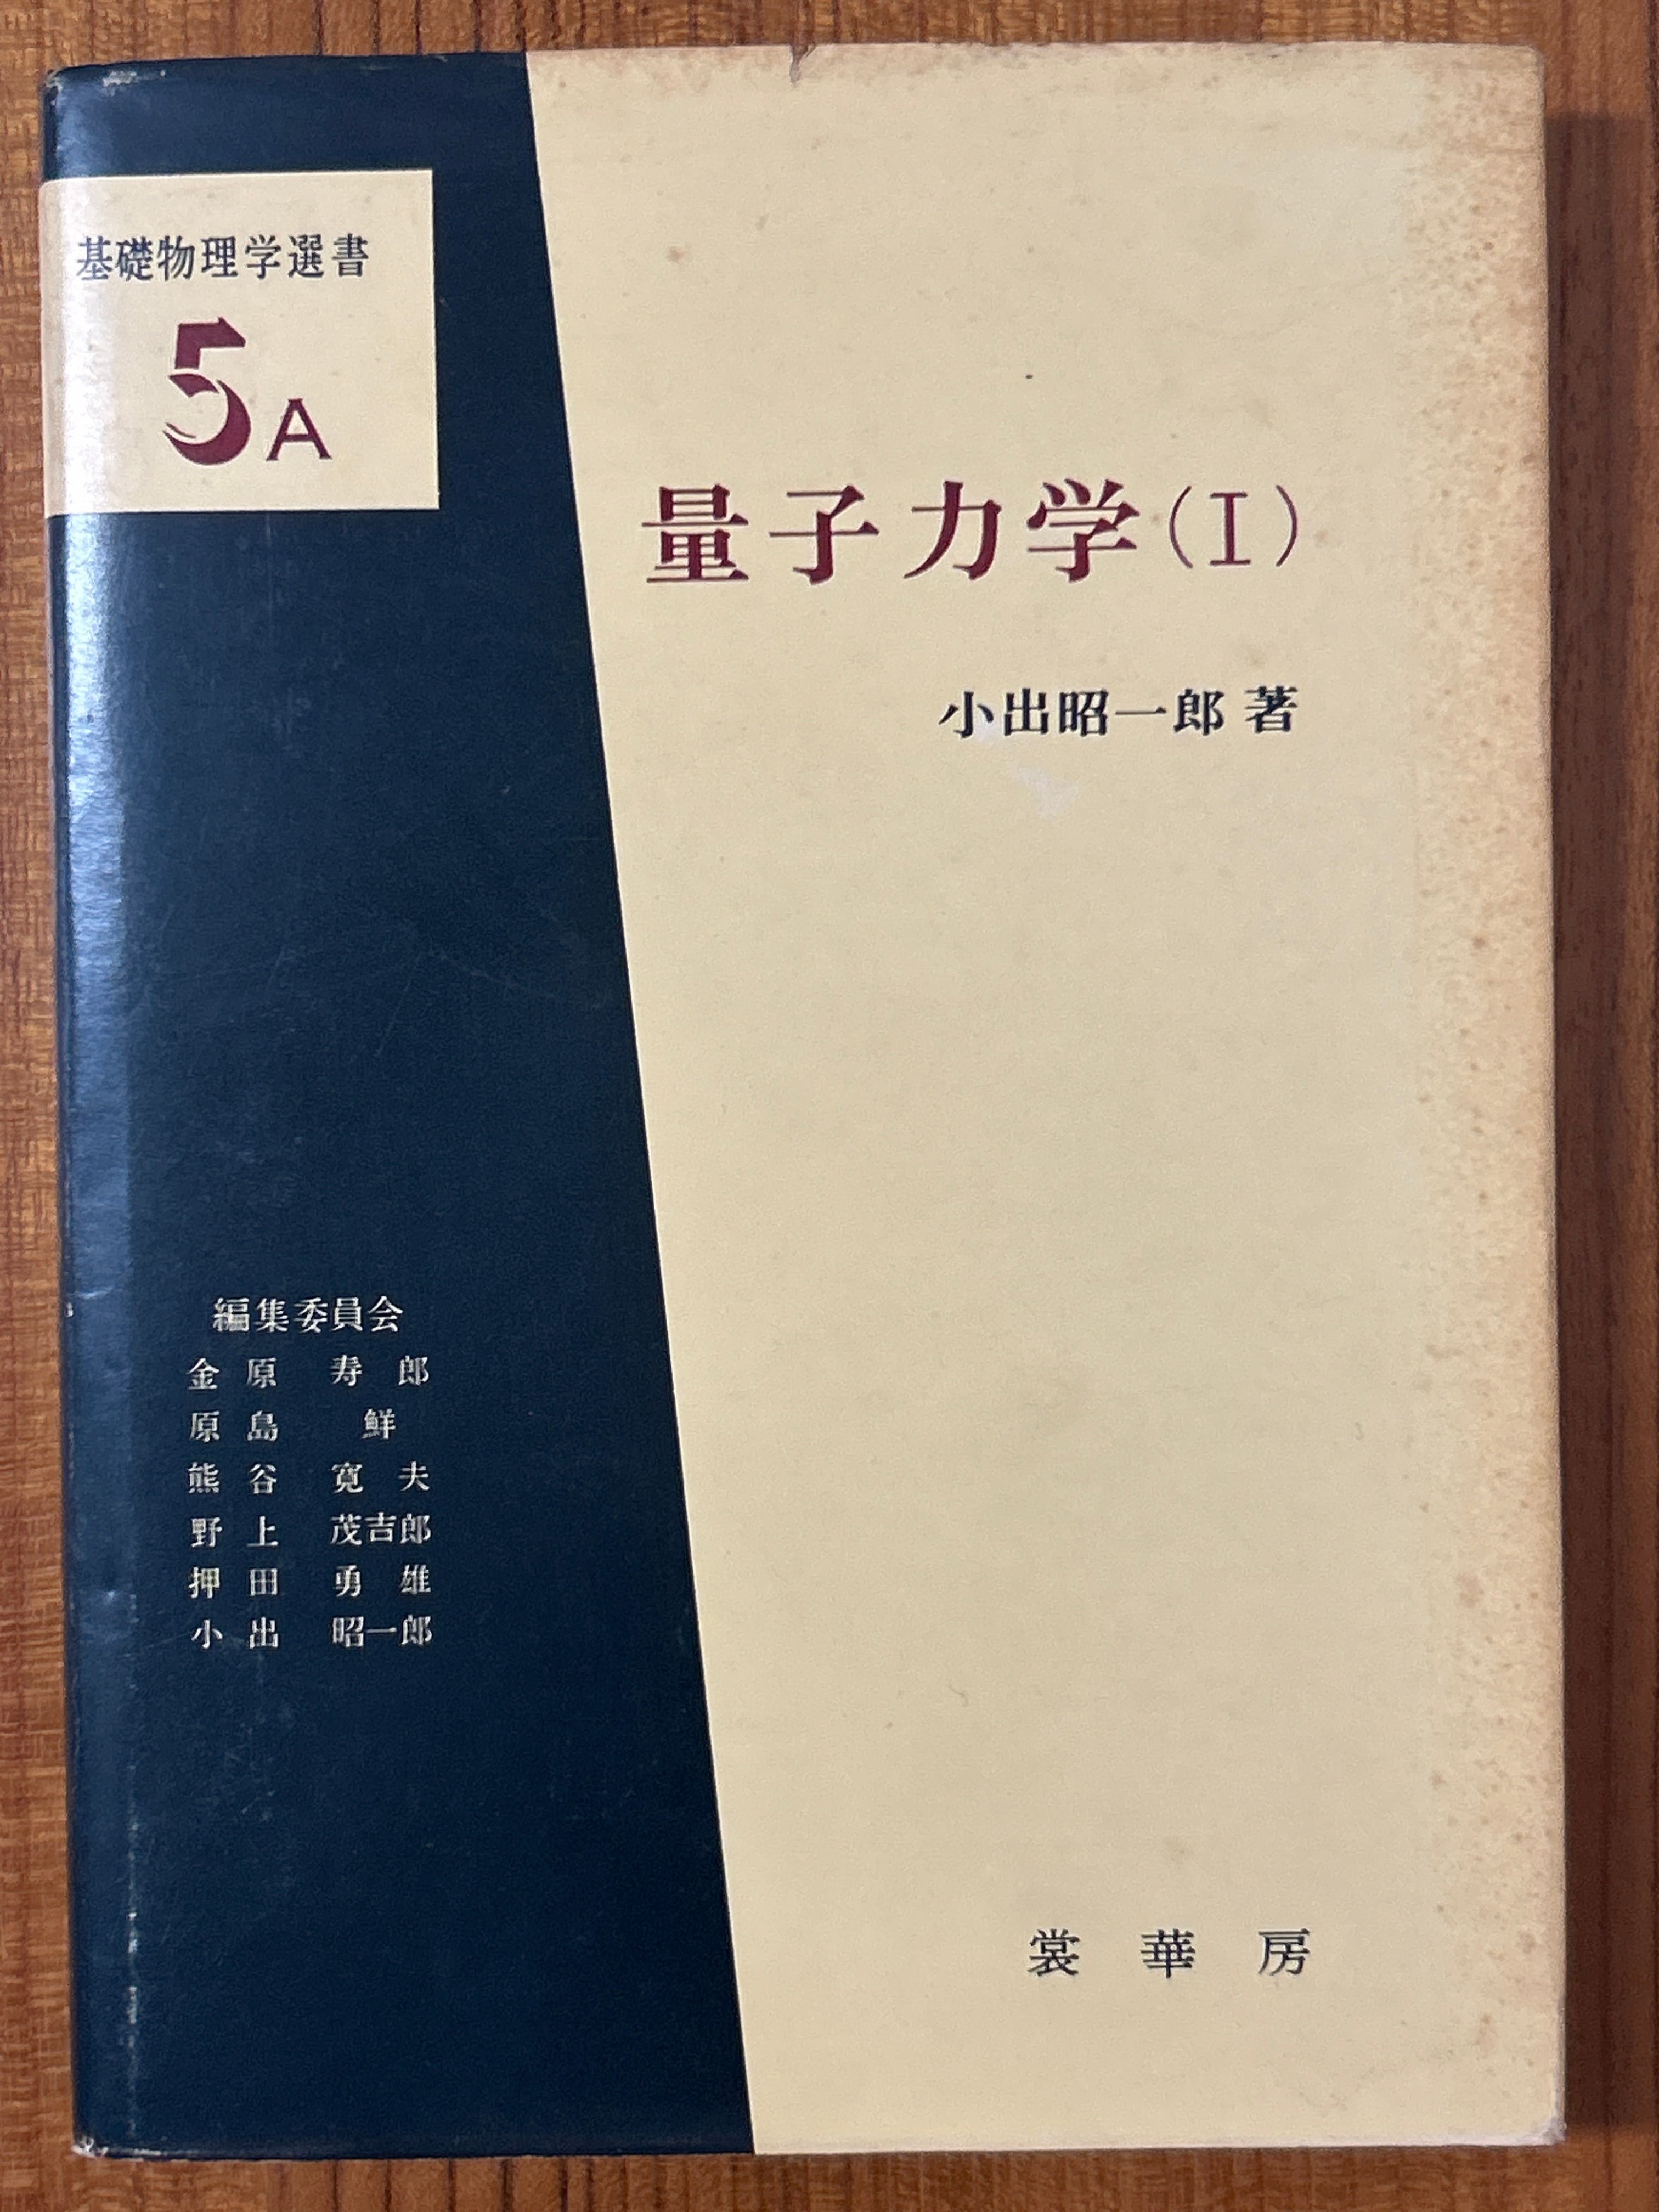 基礎物理学選書
5A
量子力学(I)
小出昭一郎 著
編集委員会
金原 寿郎
原島 鮮
熊谷 寛夫
野上 茂吉郎
押田 勇雄
小出 昭一郎
裳華房